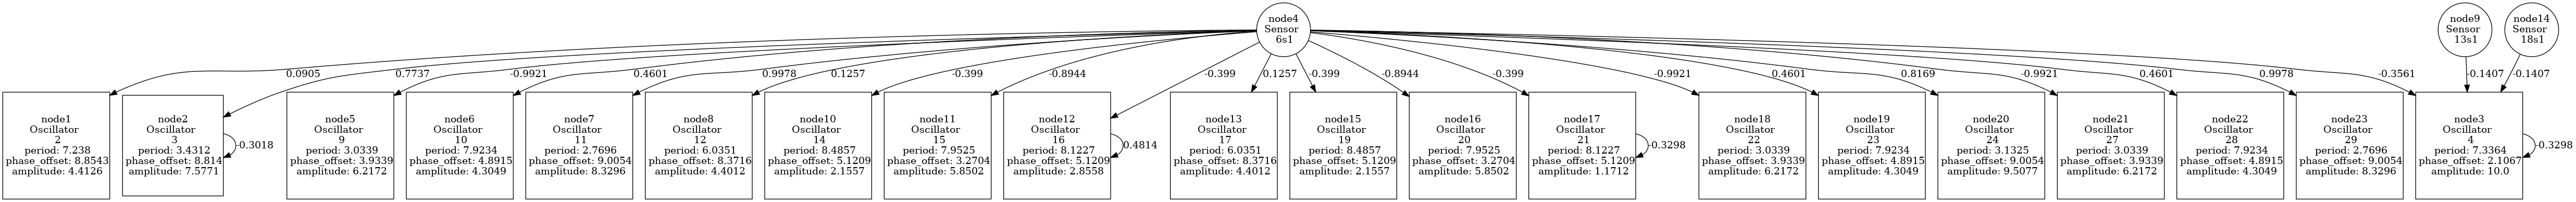 node4
Sensor
6s1
node9
Sensor
13s1
node14
Sensor
18s1
0.0905
0.7737
-0.9921
0.4601
0.9978
0.1257
-0.399
-0.8944
-0.399
0.1257
-0.399
-0.8944
-0.399
-0.9921
0.4601
0.8169
-0.9921
0.4601
0.9978
-0.3561
-0.1407
-0.1407
node1
Oscillator
2
period: 7.238
phase_offset: 8.8543
amplitude: 4.4126
node2
Oscillator
3
period: 3.4312
phase_offset: 8.814
amplitude: 7.5771
-0.3018
node5
Oscillator
9
period: 3.0339
phase_offset: 3.9339
amplitude: 6.2172
node6
Oscillator
10
period: 7.9234
phase_offset: 4.8915
amplitude: 4.3049
node7
Oscillator
11
period: 2.7696
phase_offset: 9.0054
amplitude: 8.3296
node8
Oscillator
12
period: 6.0351
phase_offset: 8.3716
amplitude: 4.4012
node10
Oscillator
14
period: 8.4857
phase_offset: 5.1209
amplitude: 2.1557
node11
Oscillator
15
period: 7.9525
phase_offset: 3.2704
amplitude: 5.8502
node12
Oscillator
16
period: 8.1227
phase_offset: 5.1209
amplitude: 2.8558
0.4814
node13
Oscillator
17
period: 6.0351
phase_offset: 8.3716
amplitude: 4.4012
node15
Oscillator
19
period: 8.4857
phase_offset: 5.1209
amplitude: 2.1557
node16
Oscillator
20
period: 7.9525
phase_offset: 3.2704
amplitude: 5.8502
node17
Oscillator
21
period: 8.1227
phase_offset: 5.1209
amplitude: 1.1712
-0.3298
node18
Oscillator
22
period: 3.0339
phase_offset: 3.9339
amplitude: 6.2172
node19
Oscillator
23
period: 7.9234
phase_offset: 4.8915
amplitude: 4.3049
node20
Oscillator
24
period: 3.1325
phase_offset: 9.0054
amplitude: 9.5077
node21
Oscillator
27
period: 3.0339
phase_offset: 3.9339
amplitude: 6.2172
node22
Oscillator
28
period: 7.9234
phase_offset: 4.8915
amplitude: 4.3049
node23
Oscillator
29
period: 2.7696
phase_offset: 9.0054
amplitude: 8.3296
node3
Oscillator
4
period: 7.3364
phase_offset: 2.1067
amplitude: 10.0
-0.3298